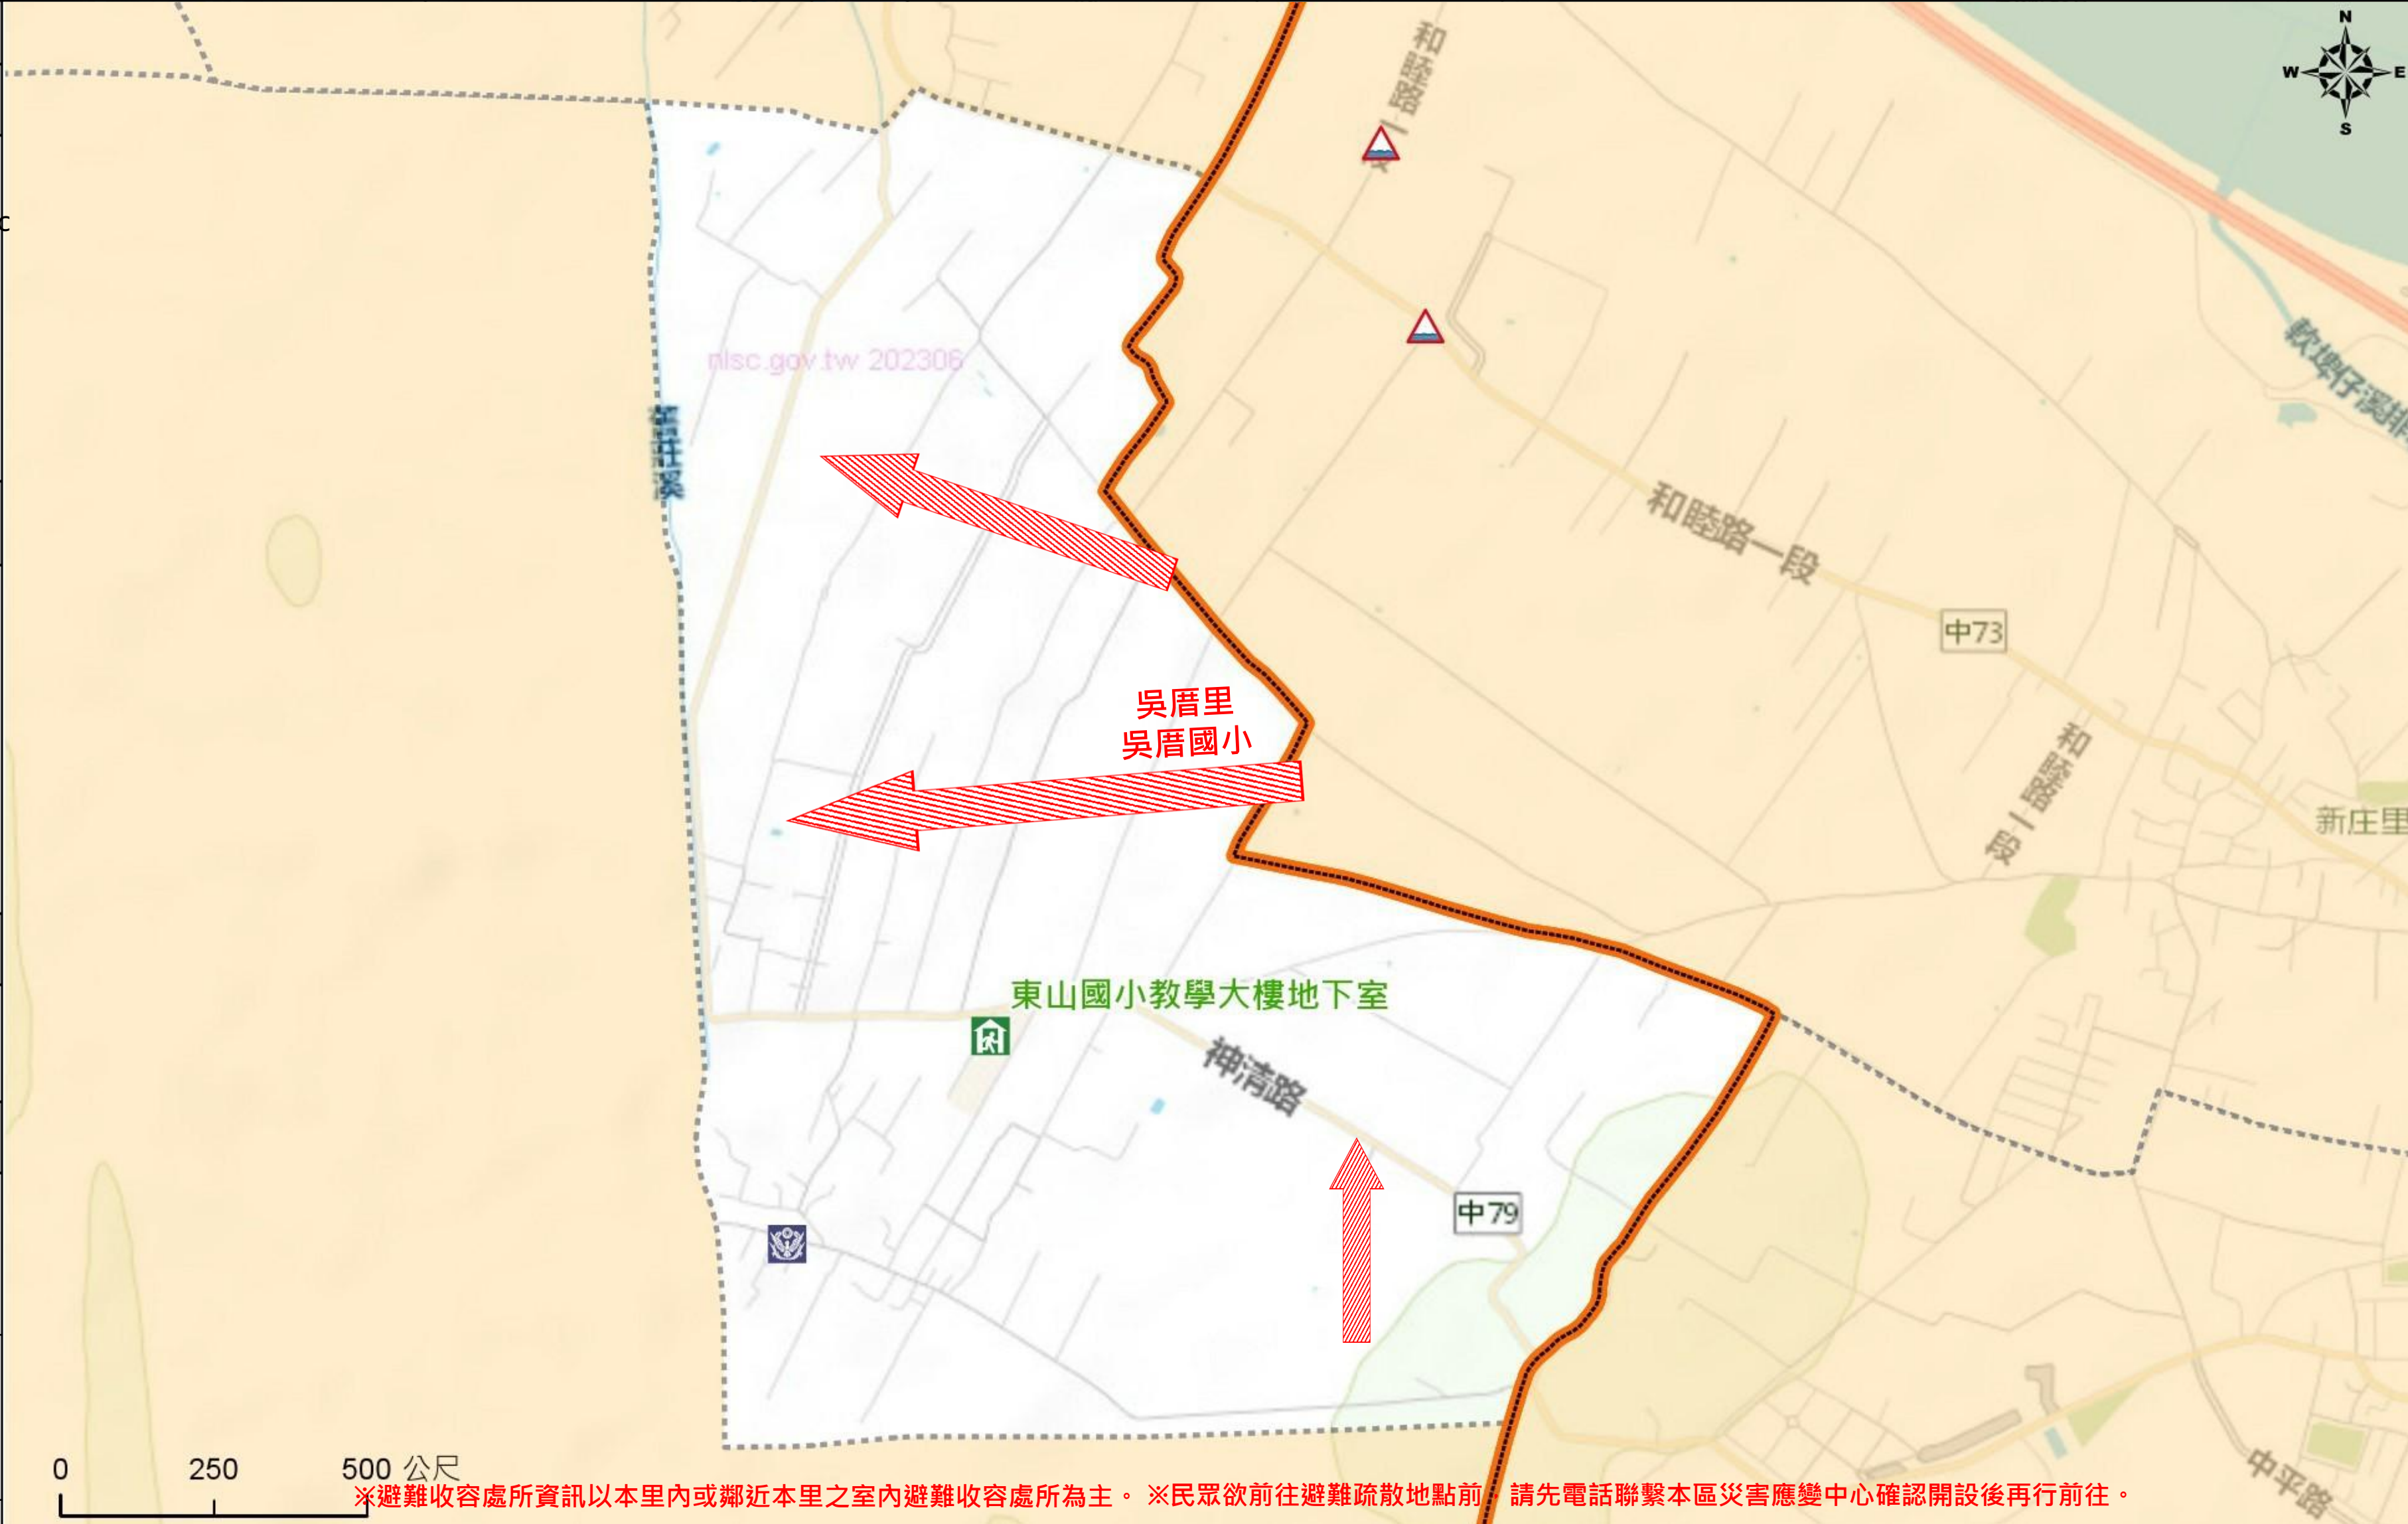 N
W
E
S
C
和睦路一段
nlsc.gov.tw 202306
舊庄溪
軟埤仔溪排
和睦路一段
中73
吳厝里
吳厝國小
和睦路一段
新庄里
東山國小教學大樓地下室
神清路
中79
中平路
0 250 500 公尺
※避難收容處所資訊以本里內或鄰近本里之室內避難收容處所為主。 ※民眾欲前往避難疏散地點前，請先電話聯繫本區災害應變中心確認開設後再行前往。